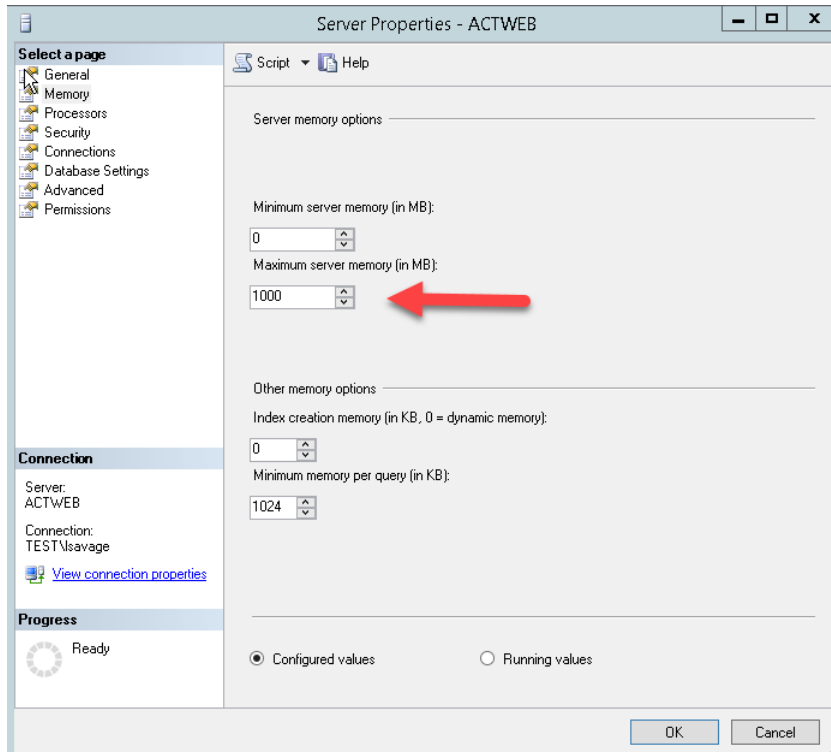 Server Properties - ACTWEB
Select a page
General
Memory
Processors
Security
Connections
Database Settings
Advanced
Permissions
Script Help
Server memory options
Minimum server memory (in MB):
0
Maximum server memory (in MB):
1000
Other memory options
Index creation memory (in KB, 0 = dynamic memory):
0
Minimum memory per query (in KB):
1024
Connection
Server:
ACTWEB
Connection:
TEST\lsavage
View connection properties
Progress
Ready
Configured values Running values
OK Cancel